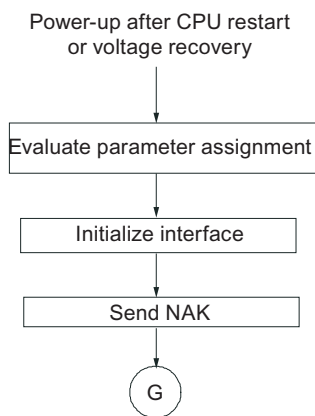 Power-up after CPU restart
or voltage recovery
Evaluate parameter assignment
Initialize interface
Send NAK
G